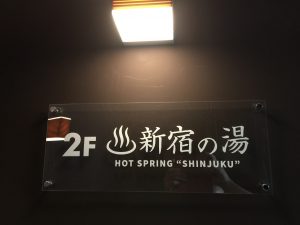 2F ♨新宿の湯
HOT SPRING “SHINJUKU”